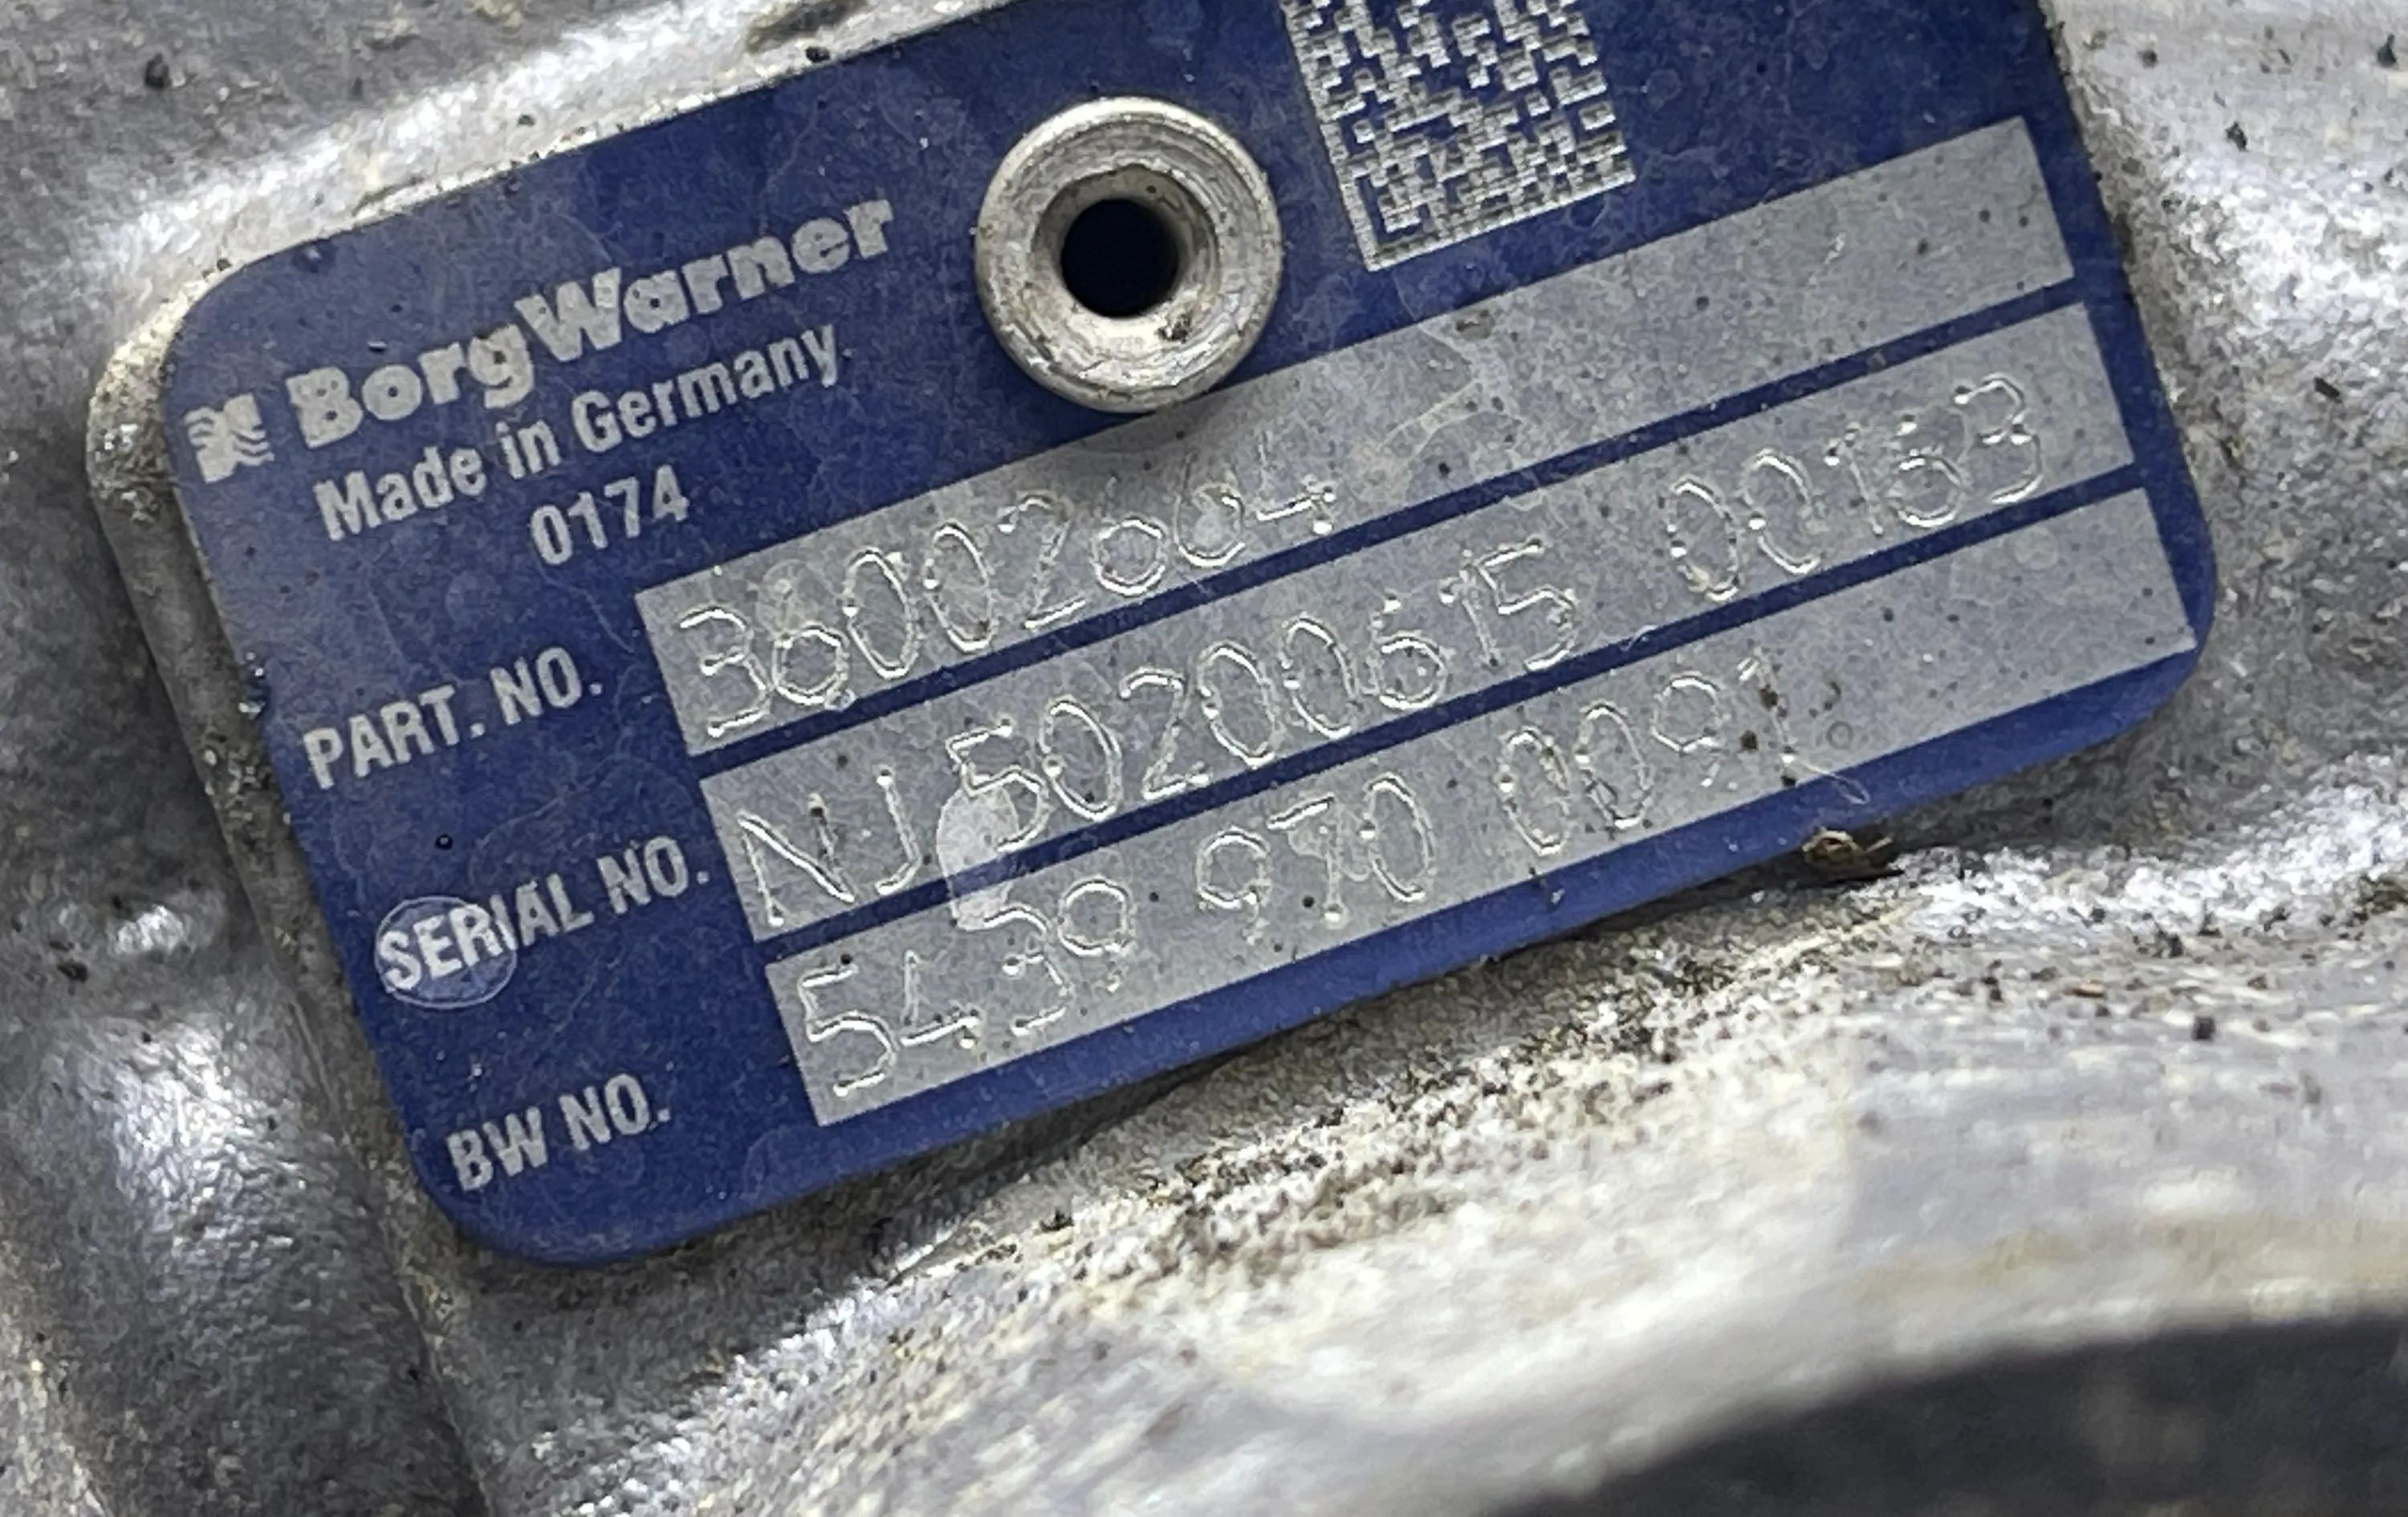 BorgWarner
Made in Germany
0174
PART. NO. 36002664
SERIAL NO. NJ50200615 00163
BW NO. 5439 970 0091